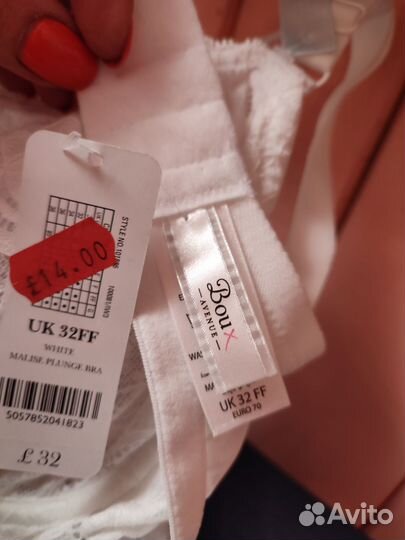 £14.00
UK 32FF
WHITE
MALISE PLUNGE BRA
5057852041823
£32
STYLE NO.
Boux
— AVENUE —
UK 32 FF
EURO 70
Avito